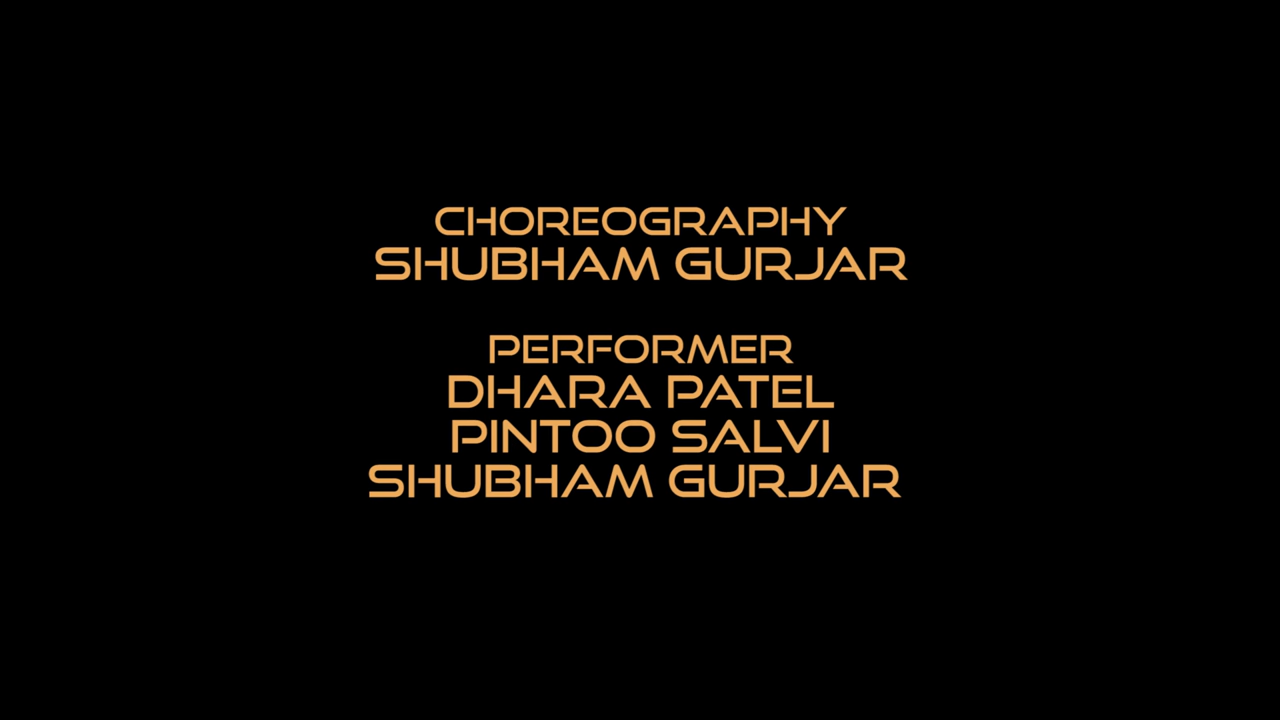 CHOREOGRAPHY
SHUBHAM GURJAR
PERFORMER
DHARA PATEL
PINTOO SALVI
SHUBHAM GURJAR